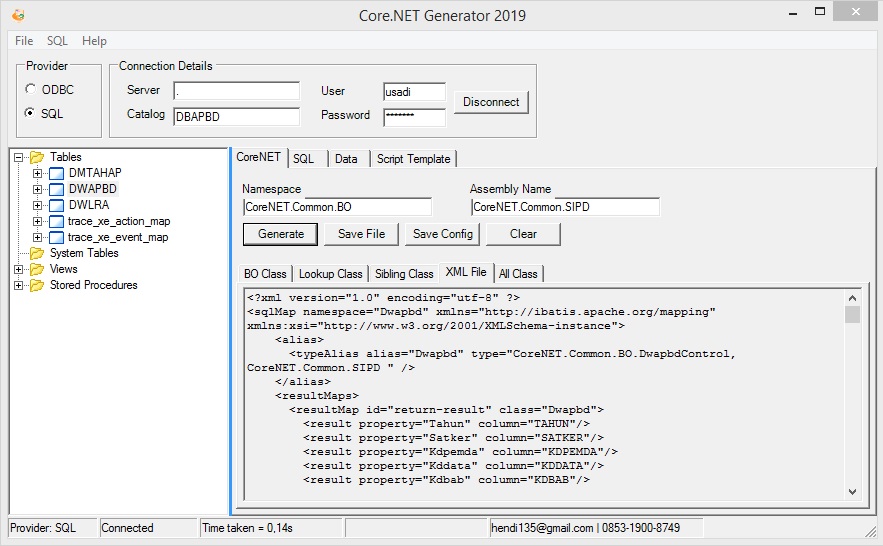 Core.NET Generator 2019
File SQL Help
Provider
ODBC
SQL
Connection Details
Server .
Catalog DBAPBD
User usadi
Password *******
Disconnect
Tables
DMTAHAP
DWAPBD
DWLRA
trace_xe_action_map
trace_xe_event_map
System Tables
Views
Stored Procedures
CoreNET SQL Data Script Template
Namespace Assembly Name
CoreNET.Common.BO CoreNET.Common.SIPD
Generate Save File Save Config Clear
BO Class Lookup Class Sibling Class XML File All Class
<?xml version="1.0" encoding="utf-8" ?>
<sqlMap namespace="Dwapbd" xmlns="http://ibatis.apache.org/mapping"
xmlns:xsi="http://www.w3.org/2001/XMLSchema-instance">
<alias>
<typeAlias alias="Dwapbd" type="CoreNET.Common.BO.DwapbdControl,
CoreNET.Common.SIPD " />
</alias>
<resultMaps>
<resultMap id="return-result" class="Dwapbd">
<result property="Tahun" column="TAHUN"/>
<result property="Satker" column="SATKER"/>
<result property="Kdpemda" column="KDPEMDA"/>
<result property="Kddata" column="KDDATA"/>
<result property="Kdbab" column="KDBAB"/>
Provider: SQL Connected Time taken = 0,14s hendi135@gmail.com | 0853-1900-8749